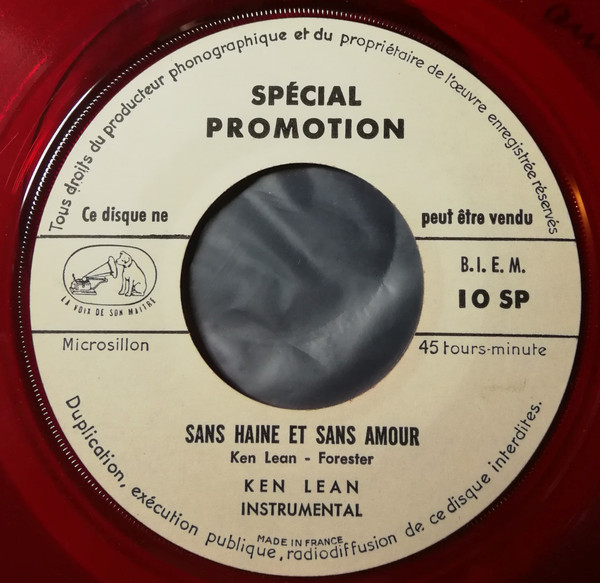 Tous droits du producteur phonographique et du propriétaire de l'œuvre enregistrée réservés
SPÉCIAL
PROMOTION
Ce disque ne peut être vendu
LA VOIX DE SON MAITRE
B.I.E.M.
10 SP
Microsillon
45 tours-minute
SANS HAINE ET SANS AMOUR
Ken Lean - Forester
KEN LEAN
INSTRUMENTAL
MADE IN FRANCE
Duplication, exécution publique, radiodiffusion de ce disque interdites.